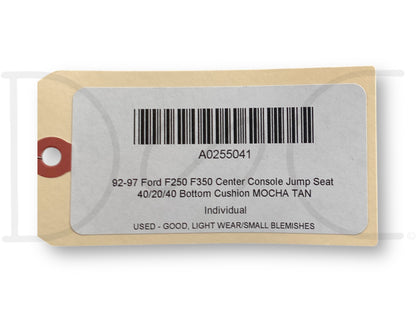 A0255041
92-97 Ford F250 F350 Center Console Jump Seat
40/20/40 Bottom Cushion MOCHA TAN
Individual
USED - GOOD, LIGHT WEAR/SMALL BLEMISHES